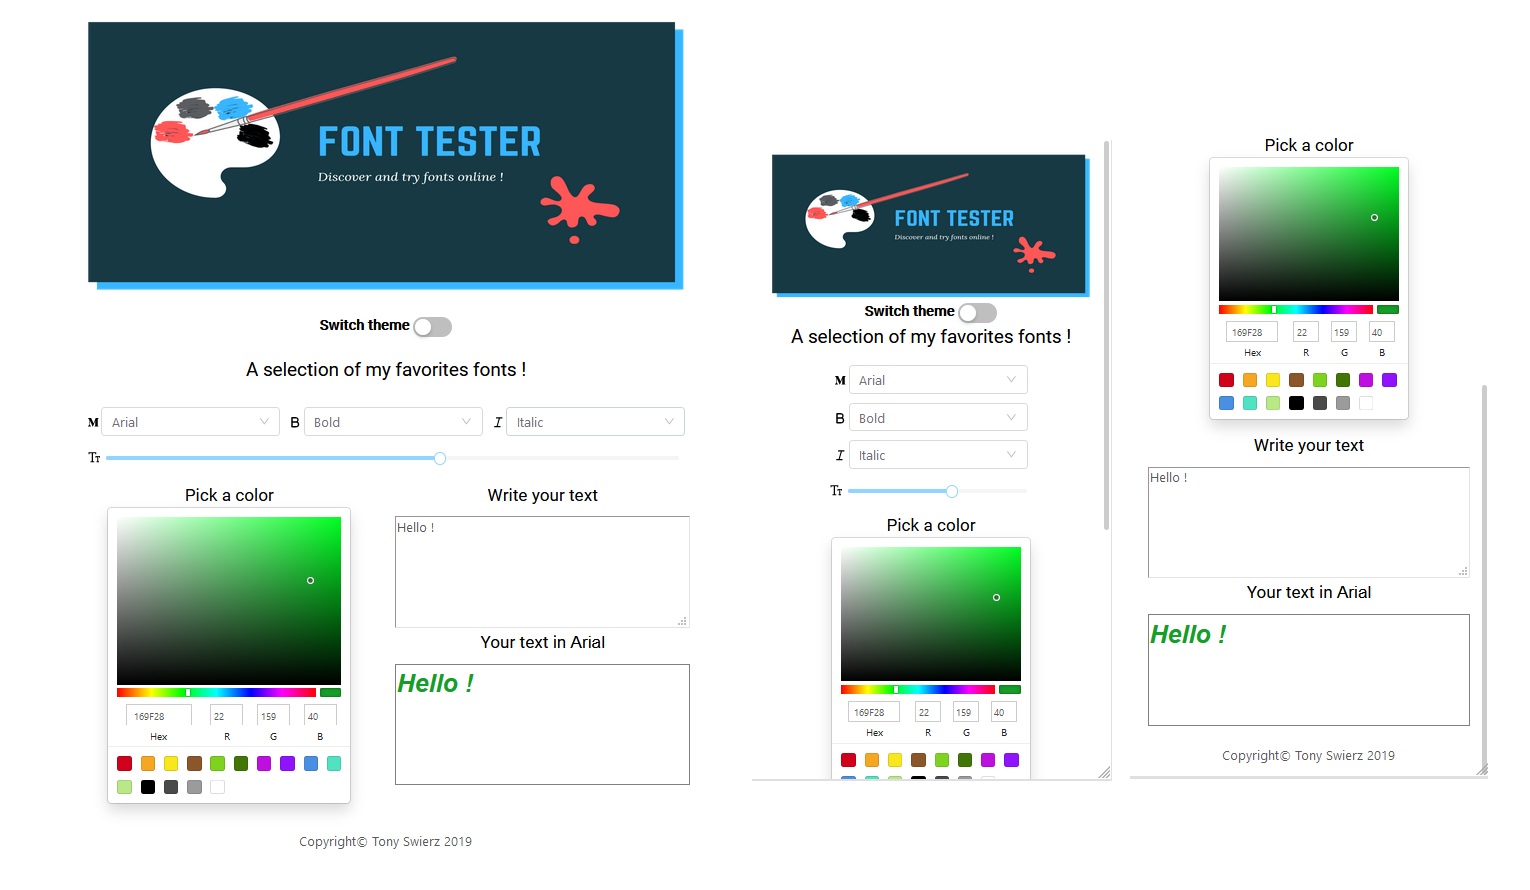 FONT TESTER
Discover and try fonts online !
Switch theme
A selection of my favorites fonts !
M Arial
B Bold
I Italic
TT
Pick a color
169F28 22 159 40
Hex R G B
Write your text
Hello !
Your text in Arial
Hello !
Copyright© Tony Swierz 2019
FONT TESTER
Discover and try fonts online !
Switch theme
A selection of my favorites fonts !
M Arial
B Bold
I Italic
TT
Pick a color
169F28 22 159 40
Hex R G B
Pick a color
169F28 22 159 40
Hex R G B
Write your text
Hello !
Your text in Arial
Hello !
Copyright© Tony Swierz 2019